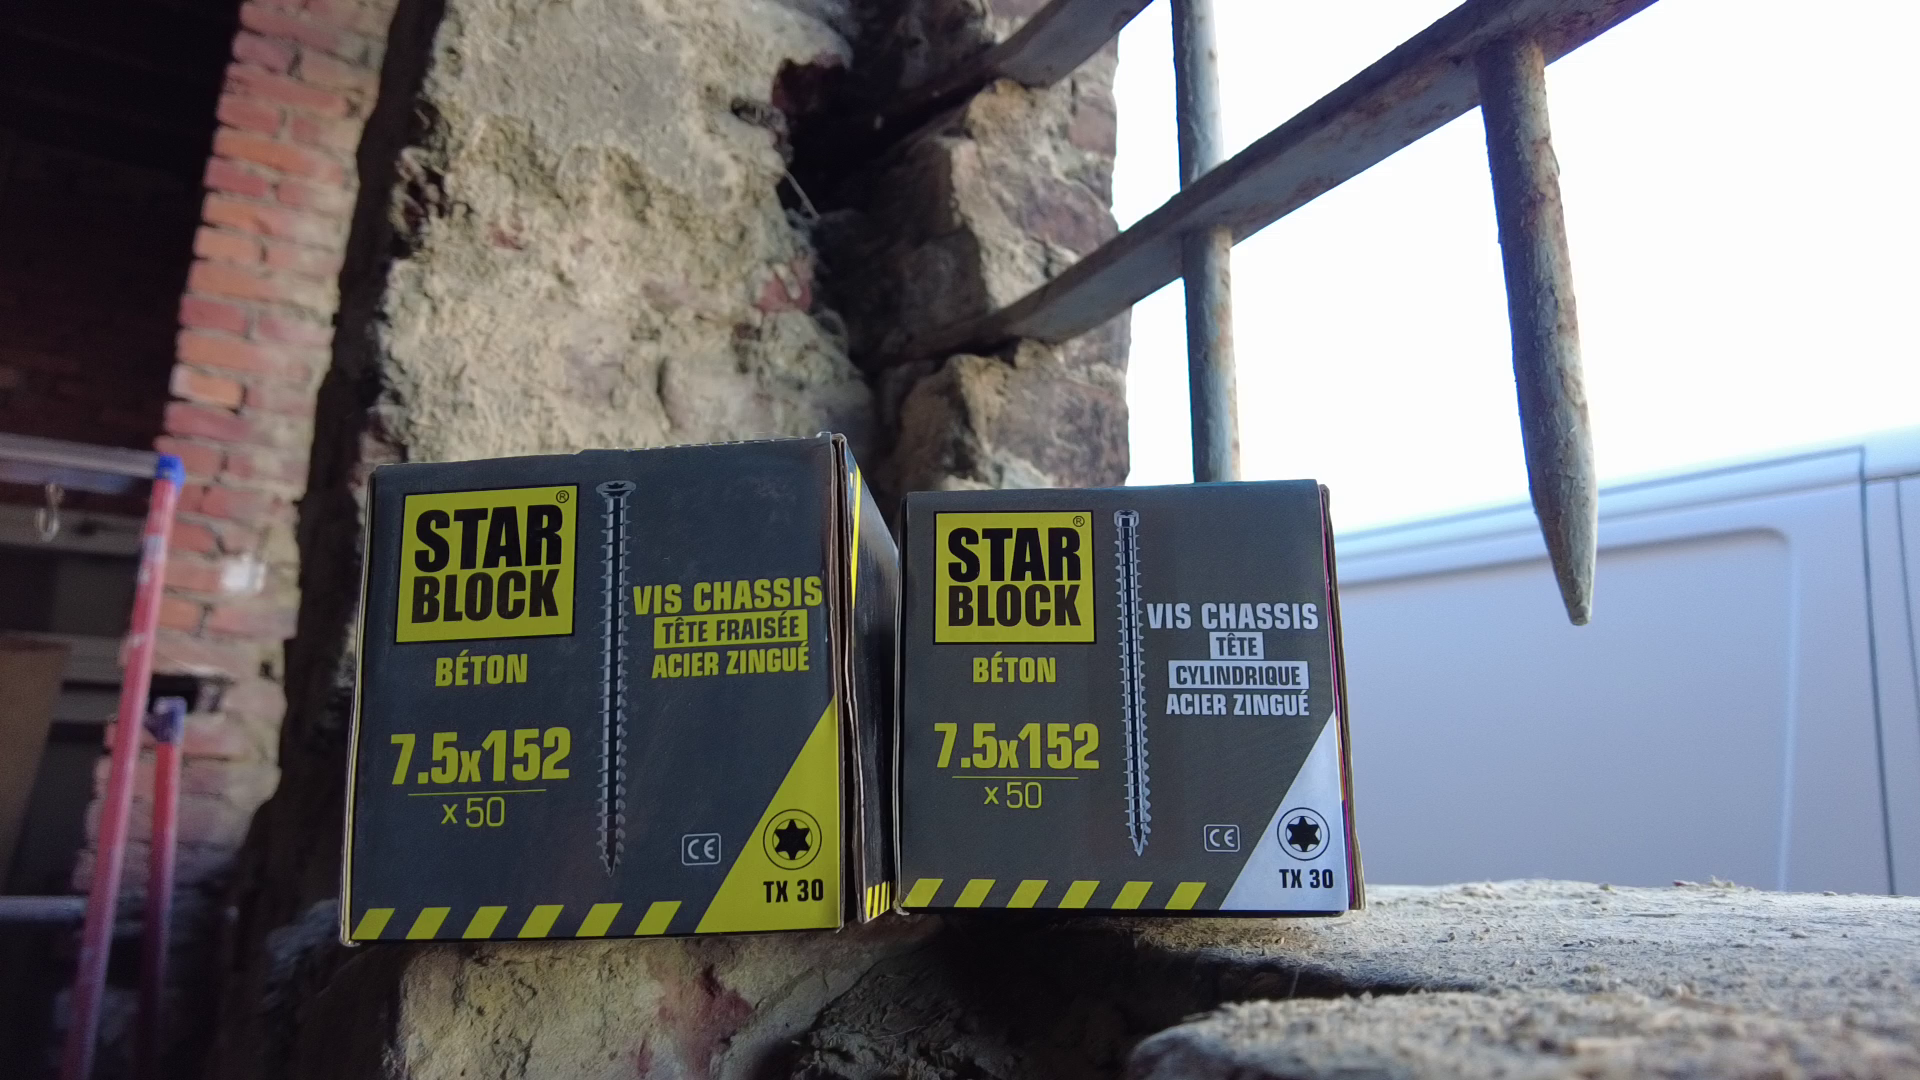 STAR
BLOCK
®
BÉTON
7.5x152
x50
VIS CHASSIS
TÊTE FRAISÉE
ACIER ZINGUÉ
CE
TX 30
STAR
BLOCK
®
BÉTON
7.5x152
x50
VIS CHASSIS
TÊTE
CYLINDRIQUE
ACIER ZINGUÉ
CE
TX 30